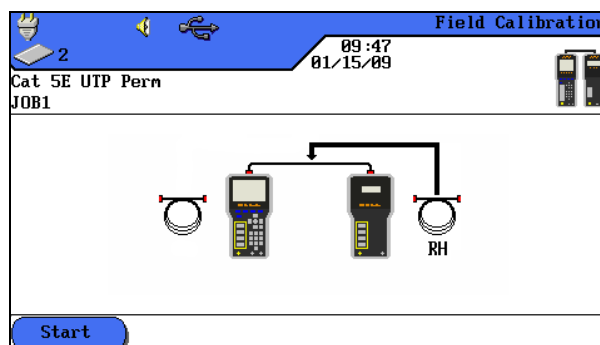 Field Calibration
2
09:47
01/15/09
Cat 5E UTP Perm
JOB1
RH
Start